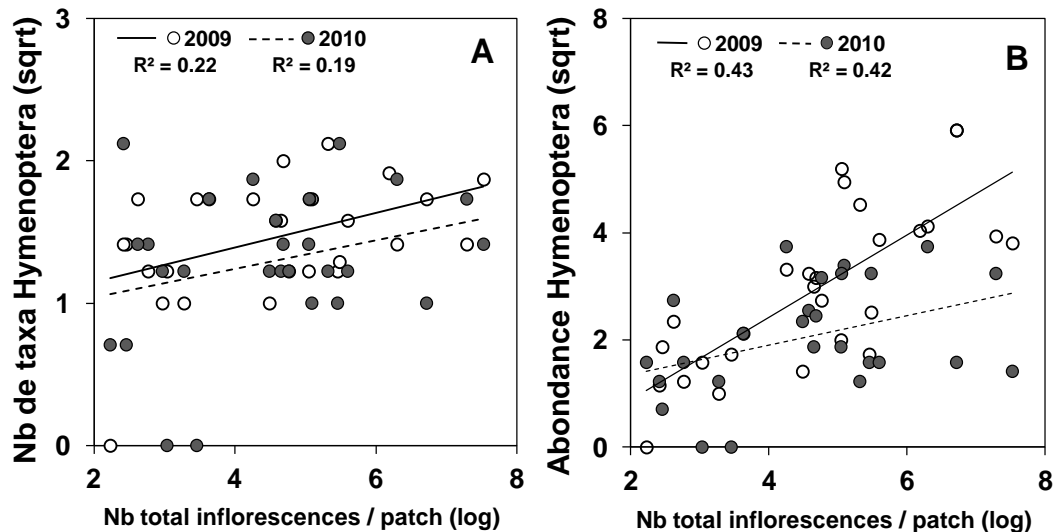 3
2
1
0
2
4
6
8
Nb de taxa Hymenoptera (sqrt)
Nb total inflorescences / patch (log)
2009
2010
R² = 0.22
R² = 0.19
A
8
6
4
2
0
2
4
6
8
Abondance Hymenoptera (sqrt)
Nb total inflorescences / patch (log)
2009
2010
R² = 0.43
R² = 0.42
B